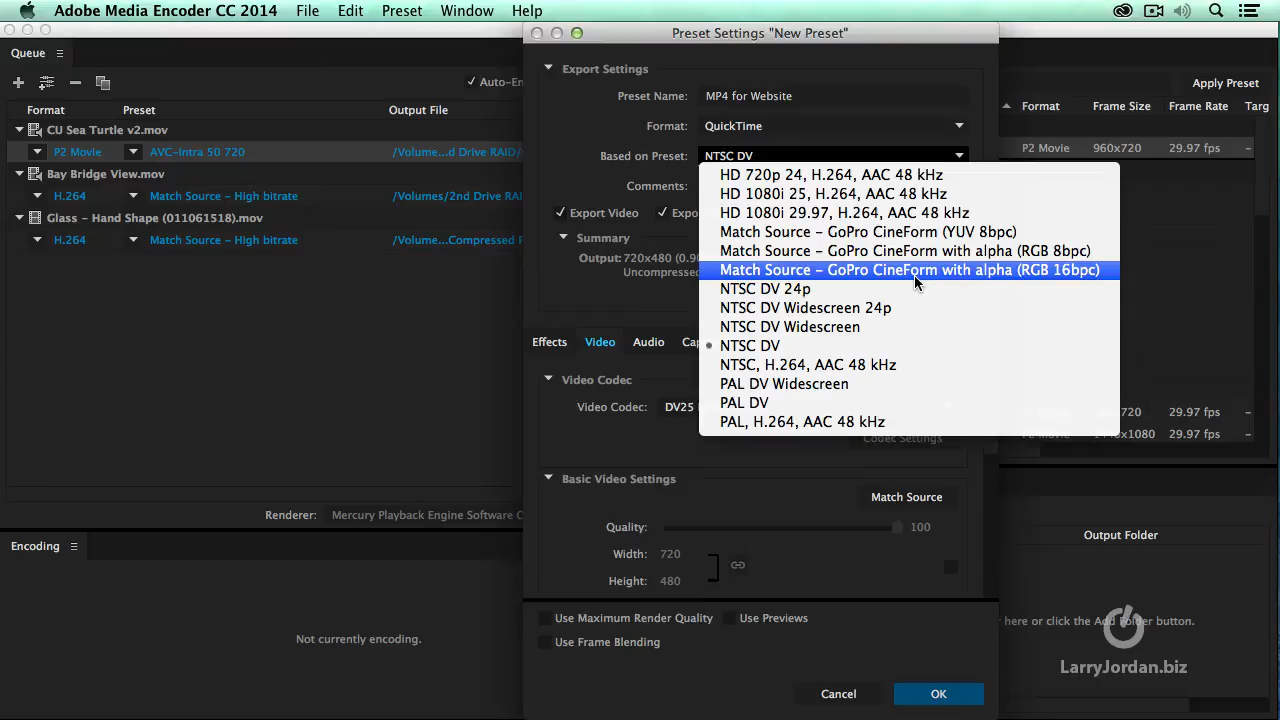 Adobe Media Encoder CC 2014 File Edit Preset Window Help
Queue
Auto-En
Format Preset Output File
CU Sea Turtle v2.mov
P2 Movie AVC-Intra 50 720 /Volume...d Drive RAID/
Bay Bridge View.mov
H.264 Match Source – High bitrate /Volumes/2nd Drive RAID
Glass – Hand Shape (011061518).mov
H.264 Match Source – High bitrate /Volume...Compressed F
Renderer: Mercury Playback Engine Software C
Encoding
Not currently encoding.
Preset Settings "New Preset"
Export Settings
Preset Name: MP4 for Website
Format: QuickTime
Based on Preset: NTSC DV
HD 720p 24, H.264, AAC 48 kHz
HD 1080i 25, H.264, AAC 48 kHz
HD 1080i 29.97, H.264, AAC 48 kHz
Match Source – GoPro CineForm (YUV 8bpc)
Match Source – GoPro CineForm with alpha (RGB 8bpc)
Match Source – GoPro CineForm with alpha (RGB 16bpc)
NTSC DV 24p
NTSC DV Widescreen 24p
NTSC DV Widescreen
NTSC DV
NTSC, H.264, AAC 48 kHz
PAL DV Widescreen
PAL DV
PAL, H.264, AAC 48 kHz
Comments:
Export Video Expo
Summary
Output: 720x480 (0.9
Uncompressed
Effects Video Audio Cap
Video Codec
Video Codec: DV25
Codec Settings
Basic Video Settings
Match Source
Quality: 100
Width: 720
Height: 480
Use Maximum Render Quality Use Previews
Use Frame Blending
Cancel OK
Apply Preset
Format Frame Size Frame Rate Targ
P2 Movie 960x720 29.97 fps –
720 29.97 fps –
P2 Movie 1440x1080 29.97 fps –
Output Folder
here or click the Add Folder button.
LarryJordan.biz